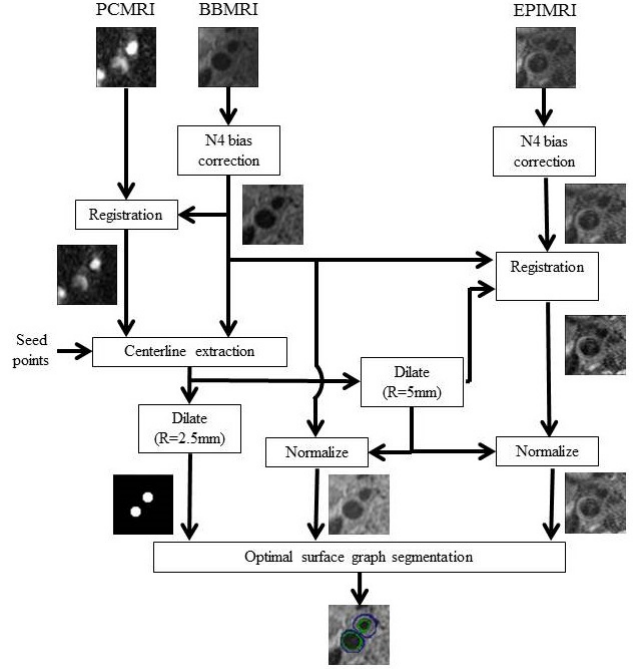 PCMRI
BBMRI
EPIMRI
N4 bias
correction
N4 bias
correction
Registration
Registration
Seed
points
Centerline extraction
Dilate
(R=5mm)
Dilate
(R=2.5mm)
Normalize
Normalize
Optimal surface graph segmentation